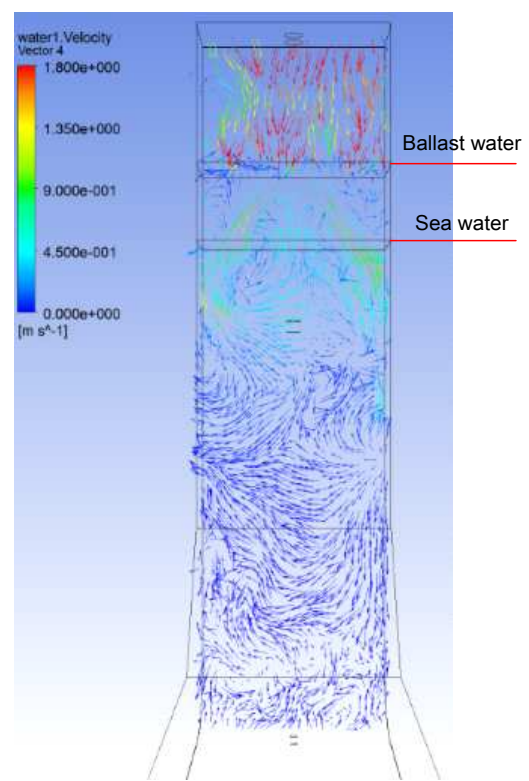 water1.Velocity
Vector 4
1.800e+000
1.350e+000
9.000e-001
4.500e-001
0.000e+000
[m s^-1]
Ballast water
Sea water